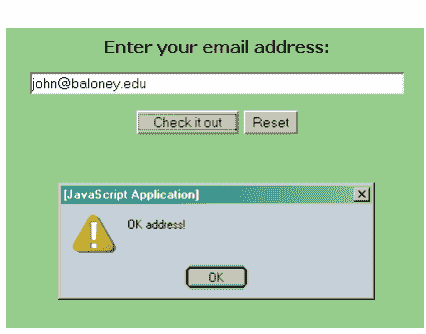 Enter your email address:
john@baloney.edu
Check it out Reset
[JavaScript Application]
OK address!
OK